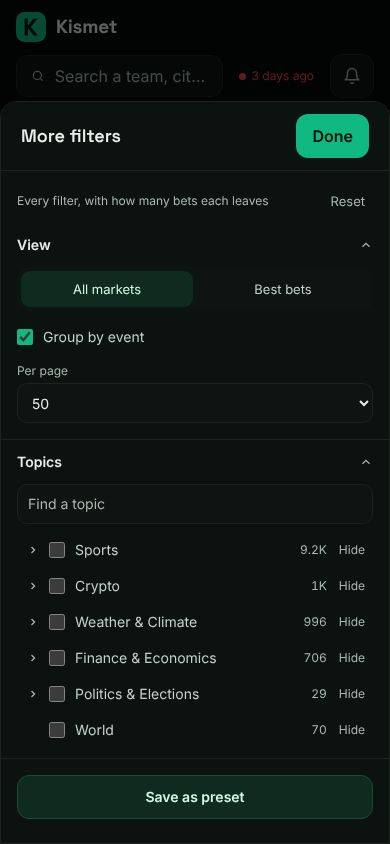 K Kismet
Search a team, cit... 3 days ago
More filters Done
Every filter, with how many bets each leaves Reset
View
All markets Best bets
Group by event
Per page
50
Topics
Find a topic
Sports 9.2K Hide
Crypto 1K Hide
Weather & Climate 996 Hide
Finance & Economics 706 Hide
Politics & Elections 29 Hide
World 70 Hide
Save as preset